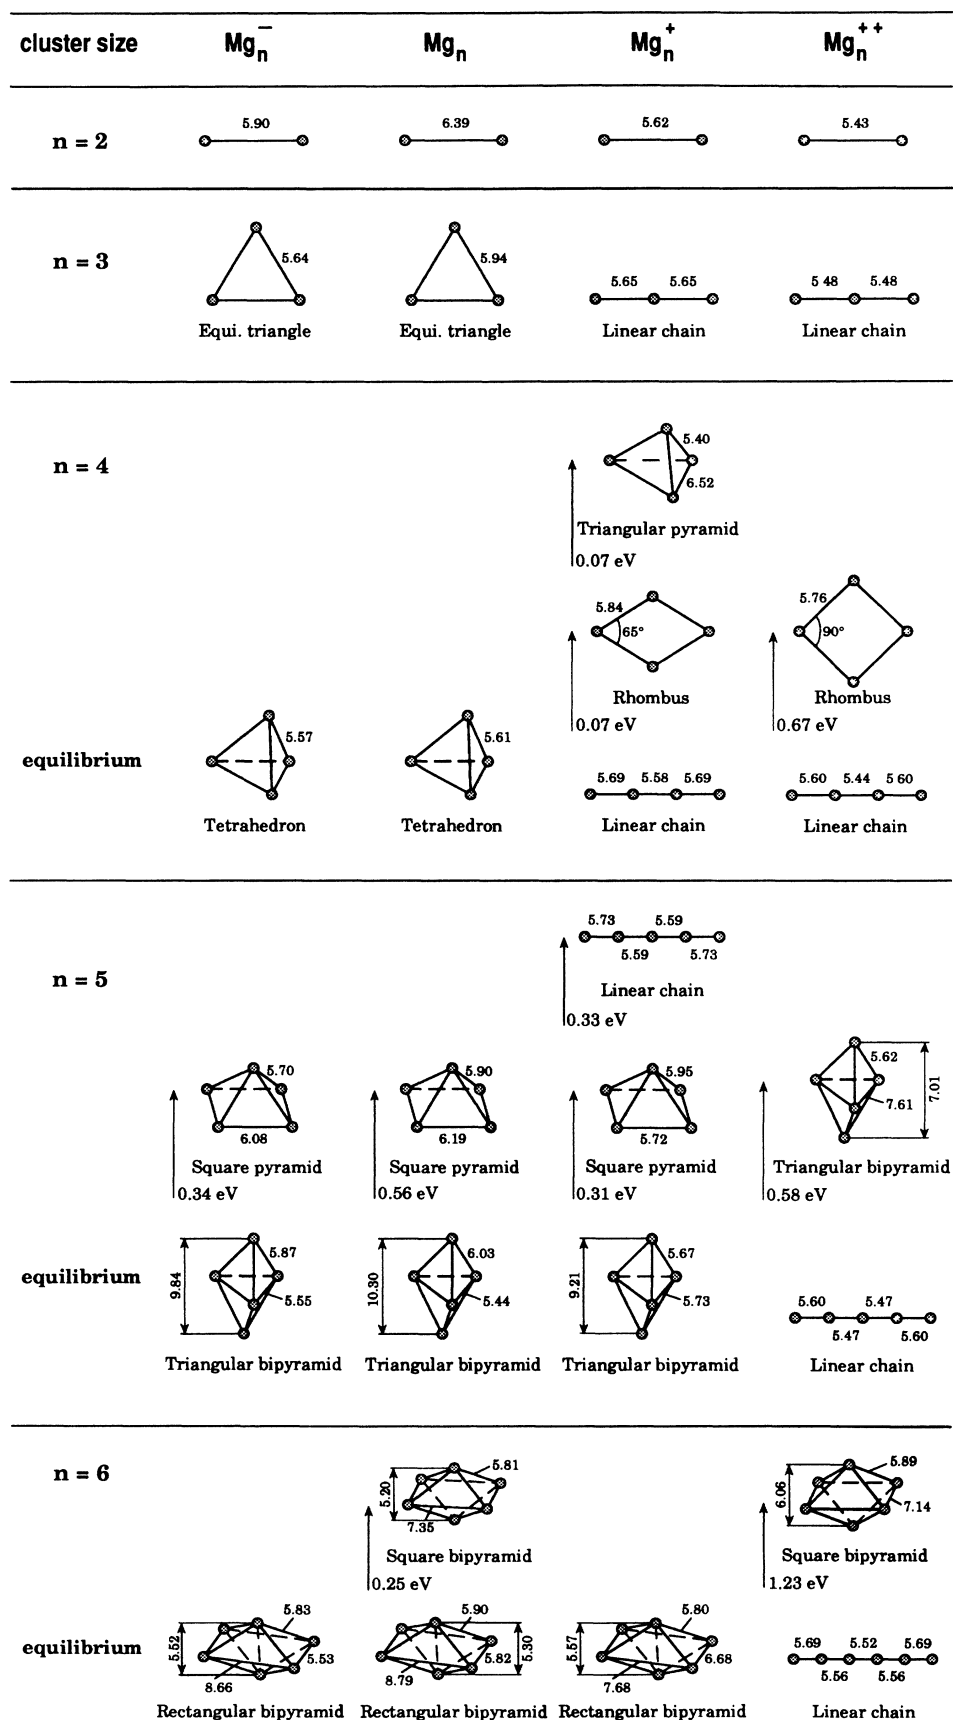 cluster size Mg_n^- Mg_n Mg_n^+ Mg_n^++
n = 2 5.90 6.39 5.62 5.43
n = 3 5.64 5.94 5.65 5.65 5 48 5.48
Equi. triangle Equi. triangle Linear chain Linear chain
n = 4 5.40
6.52
Triangular pyramid
0.07 eV
5.84 65° 5.76 90°
Rhombus Rhombus
0.07 eV 0.67 eV
equilibrium 5.57 5.61 5.69 5.58 5.69 5.60 5.44 5 60
Tetrahedron Tetrahedron Linear chain Linear chain
n = 5 5.73 5.59
5.59 5.73
Linear chain
0.33 eV
5.70 5.90 5.95 5.62 7.01
6.08 6.19 5.72 7.61
Square pyramid Square pyramid Square pyramid Triangular bipyramid
0.34 eV 0.56 eV 0.31 eV 0.58 eV
equilibrium 9.84 5.87 10.30 6.03 9.21 5.67 5.60 5.47
5.55 5.44 5.73 5.47 5.60
Triangular bipyramid Triangular bipyramid Triangular bipyramid Linear chain
n = 6 5.20 5.81 6.06 5.89
7.35 7.14
Square bipyramid Square bipyramid
0.25 eV 1.23 eV
equilibrium 5.52 5.83 5.90 5.30 5.57 5.80 5.69 5.52 5.69
8.66 5.53 8.79 5.82 7.68 6.68 5.56 5.56
Rectangular bipyramid Rectangular bipyramid Rectangular bipyramid Linear chain